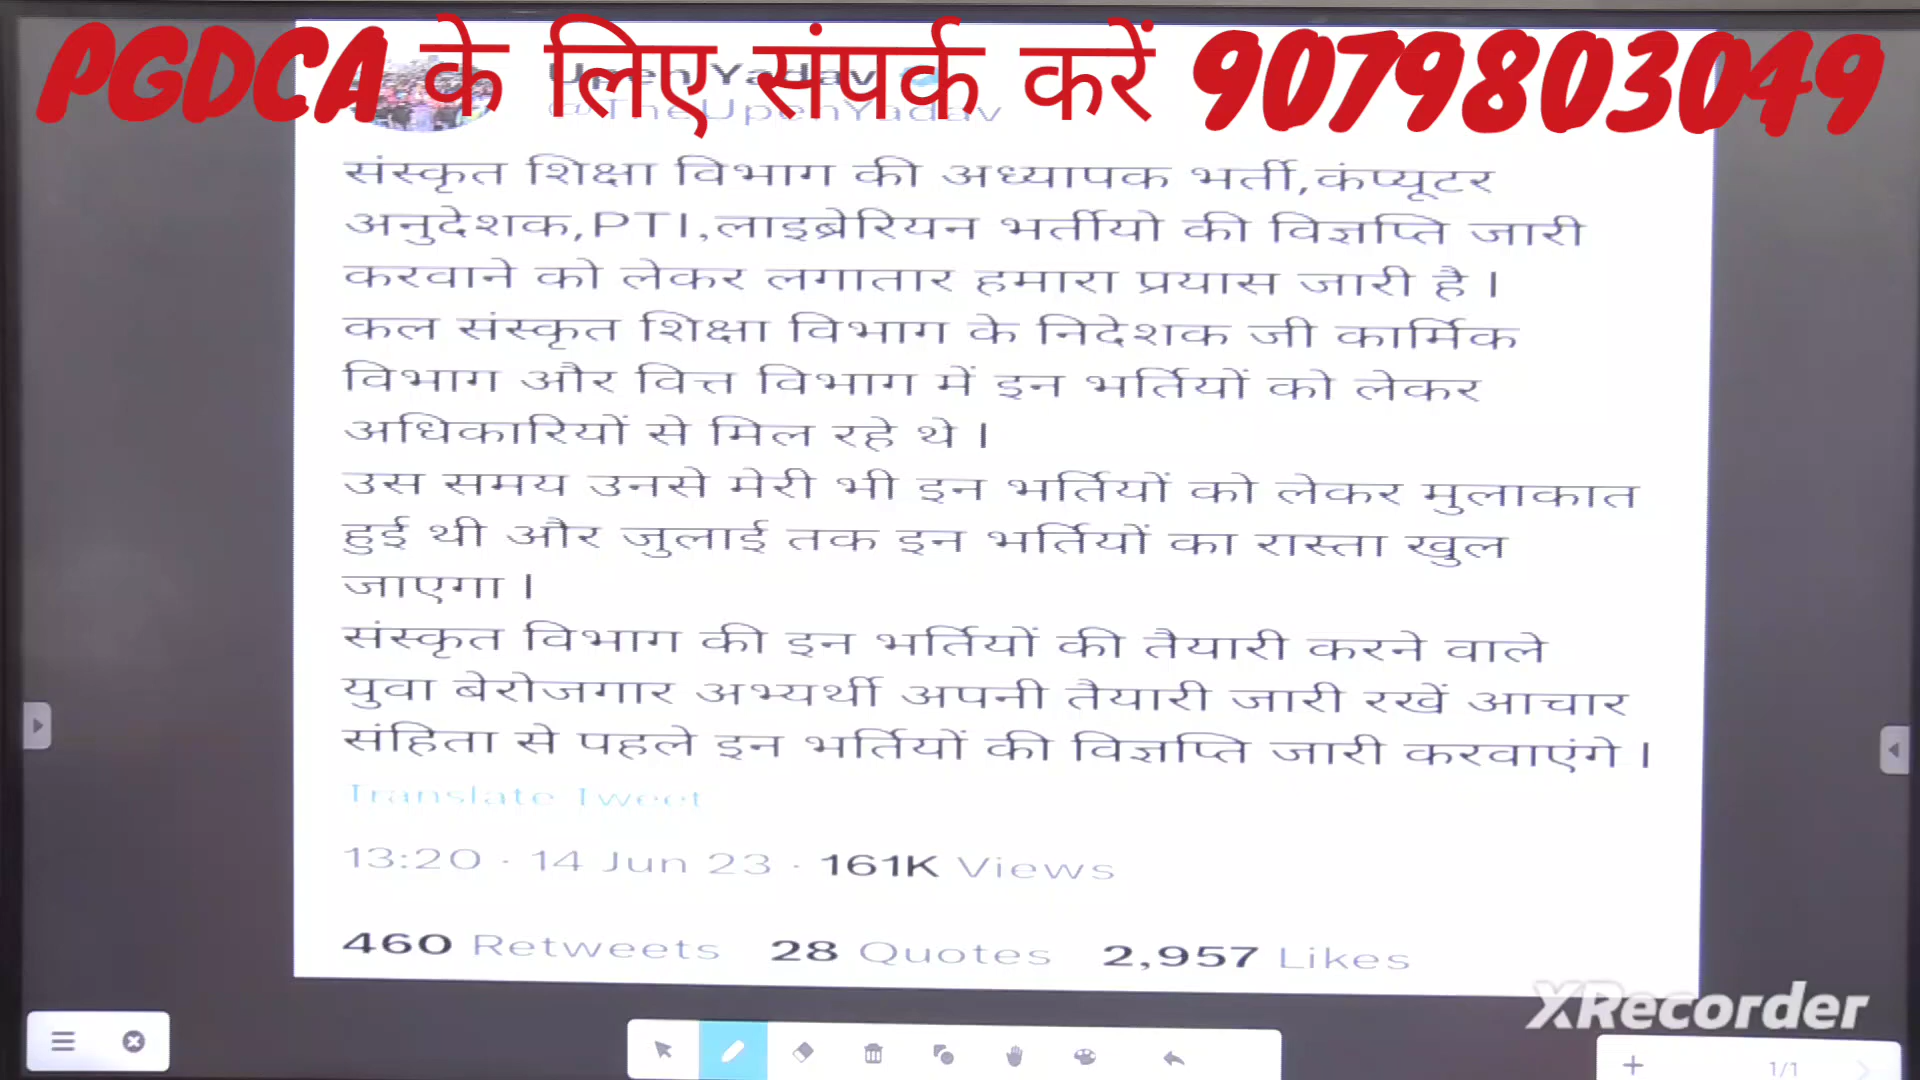 PGDCA के लिए संपर्क करें 9079803049
Upen Yadav
@TheUpenYadav
संस्कृत शिक्षा विभाग की अध्यापक भर्ती,कंप्यूटर
अनुदेशक,PTI,लाइब्रेरियन भर्तीयो की विज्ञप्ति जारी
करवाने को लेकर लगातार हमारा प्रयास जारी है ।
कल संस्कृत शिक्षा विभाग के निदेशक जी कार्मिक
विभाग और वित्त विभाग में इन भर्तियों को लेकर
अधिकारियों से मिल रहे थे ।
उस समय उनसे मेरी भी इन भर्तियों को लेकर मुलाकात
हुई थी और जुलाई तक इन भर्तियों का रास्ता खुल
जाएगा ।
संस्कृत विभाग की इन भर्तियों की तैयारी करने वाले
युवा बेरोजगार अभ्यर्थी अपनी तैयारी जारी रखें आचार
संहिता से पहले इन भर्तियों की विज्ञप्ति जारी करवाएंगे ।
Translate Tweet
13:20 · 14 Jun 23 · 161K Views
460 Retweets 28 Quotes 2,957 Likes
XRecorder
1/1